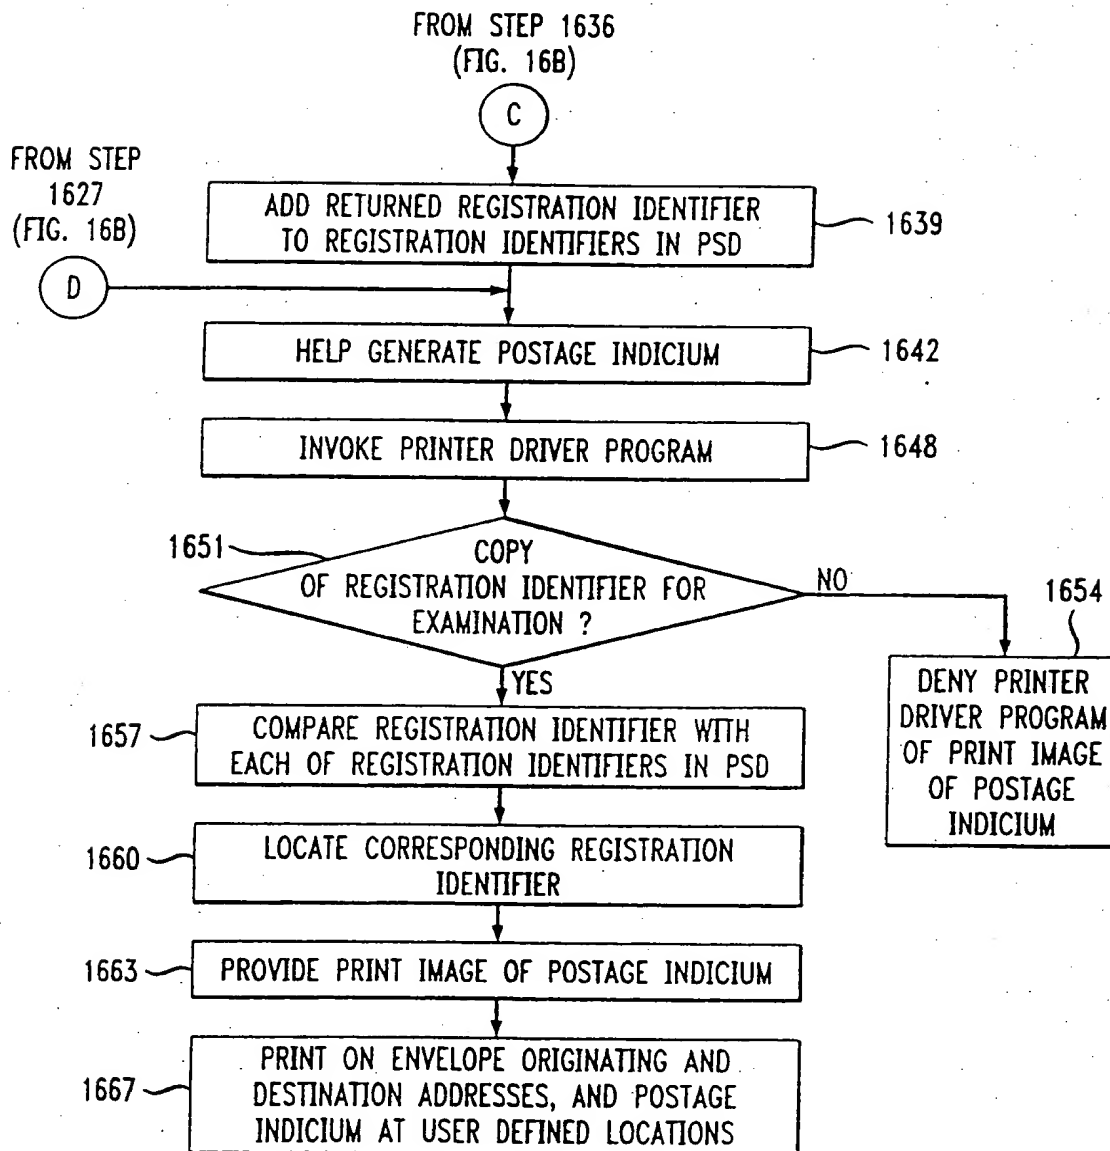 FROM STEP 1636
(FIG. 16B)
C
FROM STEP
1627
(FIG. 16B)
D
ADD RETURNED REGISTRATION IDENTIFIER
TO REGISTRATION IDENTIFIERS IN PSD
1639
HELP GENERATE POSTAGE INDICIUM
1642
INVOKE PRINTER DRIVER PROGRAM
1648
1651
COPY
OF REGISTRATION IDENTIFIER FOR
EXAMINATION ?
NO
1654
DENY PRINTER
DRIVER PROGRAM
OF PRINT IMAGE
OF POSTAGE
INDICIUM
YES
1657
COMPARE REGISTRATION IDENTIFIER WITH
EACH OF REGISTRATION IDENTIFIERS IN PSD
1660
LOCATE CORRESPONDING REGISTRATION
IDENTIFIER
1663
PROVIDE PRINT IMAGE OF POSTAGE INDICIUM
1667
PRINT ON ENVELOPE ORIGINATING AND
DESTINATION ADDRESSES, AND POSTAGE
INDICIUM AT USER DEFINED LOCATIONS